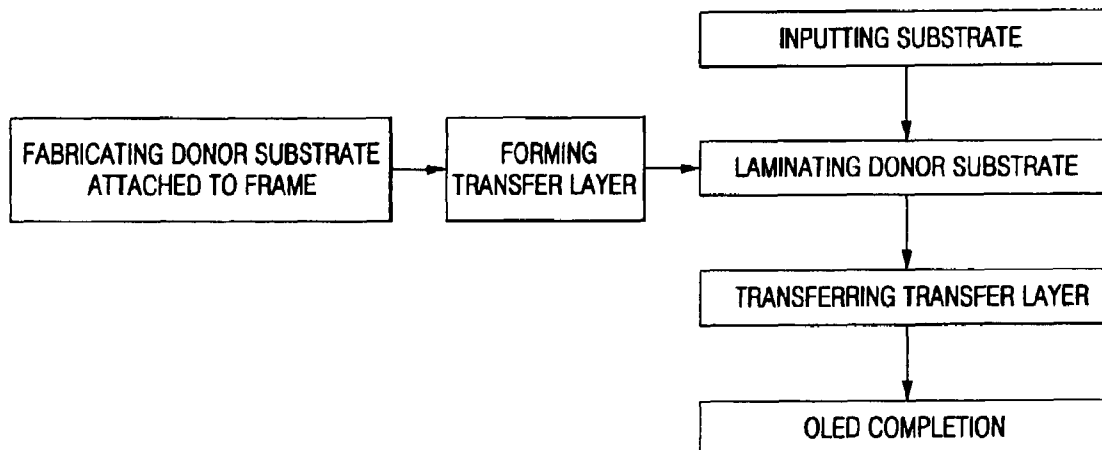 INPUTTING SUBSTRATE
FABRICATING DONOR SUBSTRATE
ATTACHED TO FRAME
FORMING
TRANSFER LAYER
LAMINATING DONOR SUBSTRATE
TRANSFERRING TRANSFER LAYER
OLED COMPLETION